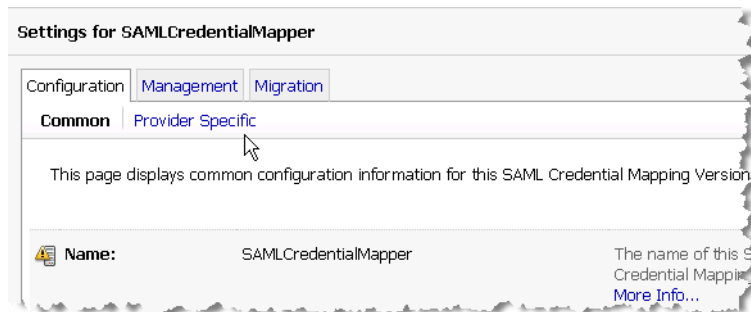 Settings for SAMLCredentialMapper
Configuration Management Migration
Common Provider Specific
This page displays common configuration information for this SAML Credential Mapping Version
Name: SAMLCredentialMapper The name of this
Credential Mapping
More Info...